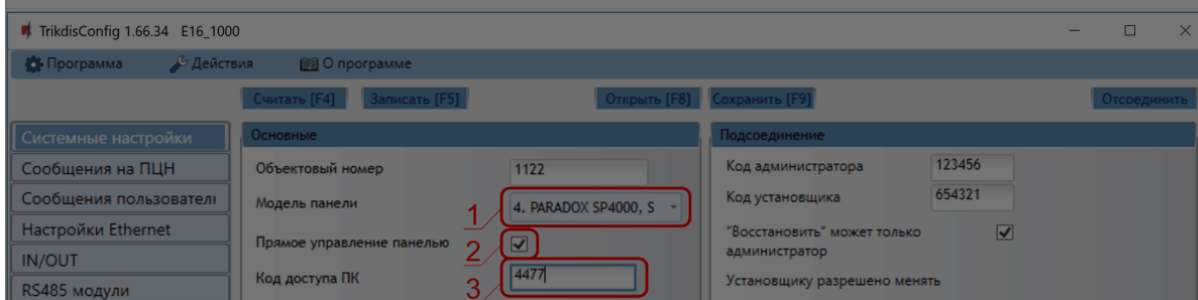 TrikdisConfig 1.66.34 E16_1000
Программа Действия О программе
Считать [F4] Записать [F5] Открыть [F8] Сохранить [F9] Отсоединить
Системные настройки
Сообщения на ПЦН
Сообщения пользовател
Настройки Ethernet
IN/OUT
RS485 модули
Основные
Объектовый номер 1122
Модель панели 1 4. PARADOX SP4000, S
Прямое управление панелью 2
Код доступа ПК 3 4477
Подсоединение
Код администратора 123456
Код установщика 654321
"Восстановить" может только
администратор
Установщику разрешено менять